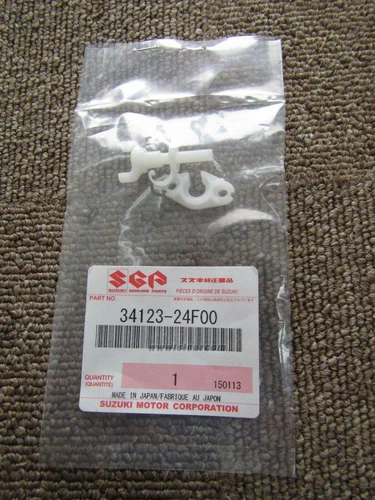 SGP
スズキ純正部品
SUZUKI GENUINE PARTS
PIÈCES D'ORIGINE DE SUZUKI
PART NO.
34123-24F00
QUANTITY
(QUANTITÉ)
1
150113
MADE IN JAPAN/FABRIQUE AU JAPON
SUZUKI MOTOR CORPORATION